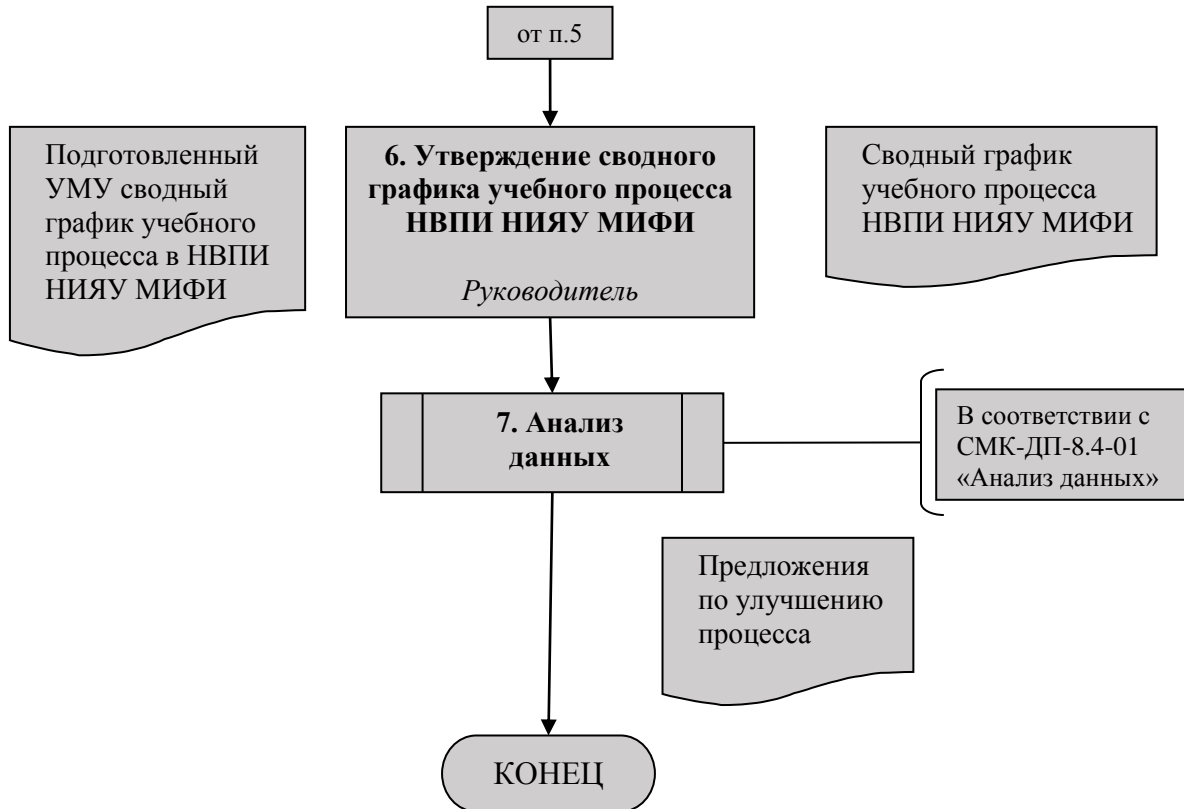 от п.5
Подготовленный
УМУ сводный
график учебного
процесса в НВПИ
НИЯУ МИФИ
6. Утверждение сводного
графика учебного процесса
НВПИ НИЯУ МИФИ
Руководитель
Сводный график
учебного процесса
НВПИ НИЯУ МИФИ
7. Анализ
данных
В соответствии с
СМК-ДП-8.4-01
«Анализ данных»
Предложения
по улучшению
процесса
КОНЕЦ